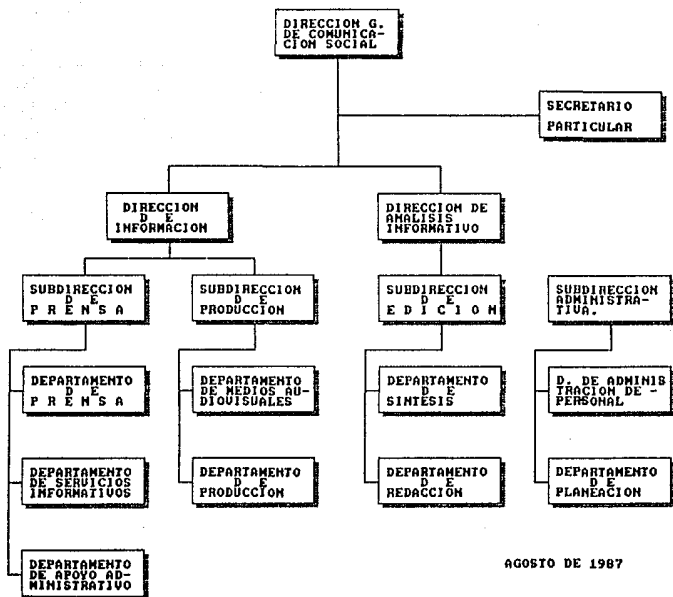 DIRECCION G.
DE COMUNICA-
CION SOCIAL
SECRETARIO
PARTICULAR
DIRECCION
D E
INFORMACION
DIRECCION DE
ANALISIS
INFORMATIVO
SUBDIRECCION
D E
P R E N S A
SUBDIRECCION
D E
PRODUCCION
SUBDIRECCION
D E
E D I C I O N
SUBDIRECCION
ADMINISTRA-
TIVA.
DEPARTAMENTO
D E
P R E N S A
DEPARTAMENTO
DE MEDIOS AU-
DIOVISUALES
DEPARTAMENTO
D E
SINTESIS
D. DE ADMINIS
TRACION DE -
PERSONAL
DEPARTAMENTO
DE SERVICIOS
INFORMATIVOS
DEPARTAMENTO
D E
PRODUCCION
DEPARTAMENTO
D E
REDACCION
DEPARTAMENTO
D E
PLANEACION
DEPARTAMENTO
DE APOYO AD-
MINISTRATIVO
AGOSTO DE 1987